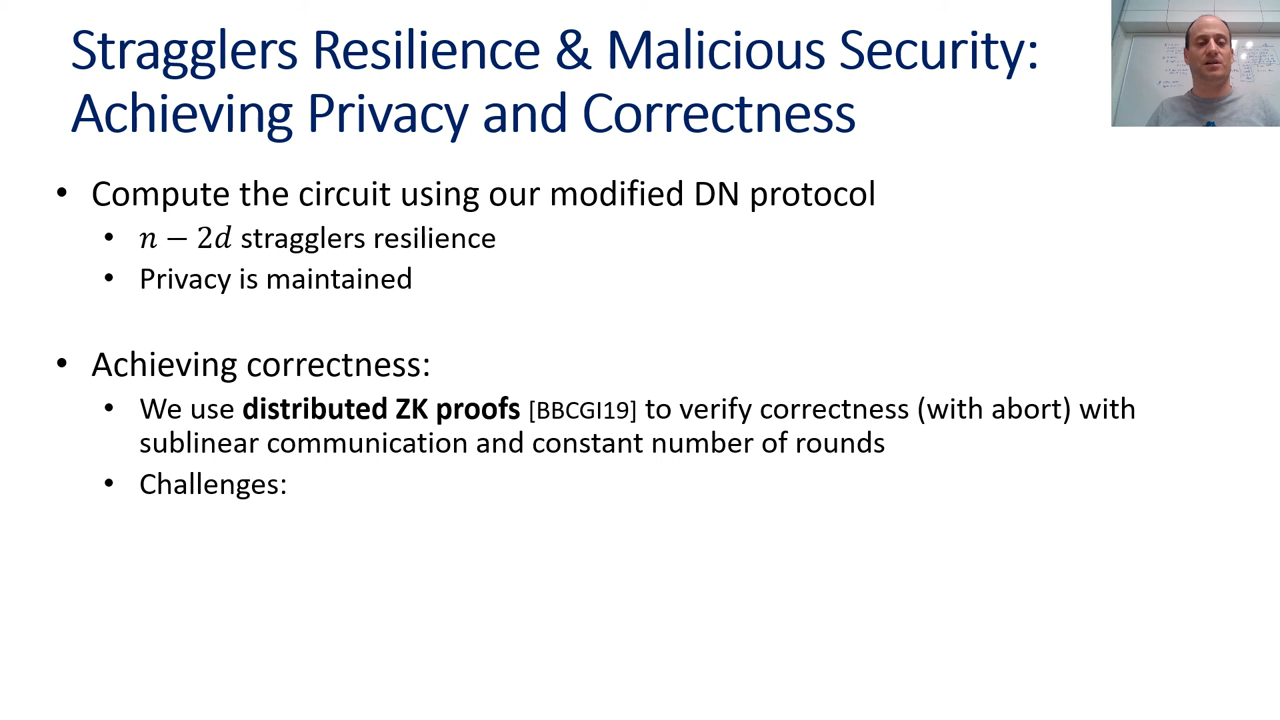 Stragglers Resilience & Malicious Security:
Achieving Privacy and Correctness
• Compute the circuit using our modified DN protocol
• n − 2d stragglers resilience
• Privacy is maintained
• Achieving correctness:
• We use distributed ZK proofs [BBCGI19] to verify correctness (with abort) with
sublinear communication and constant number of rounds
• Challenges: